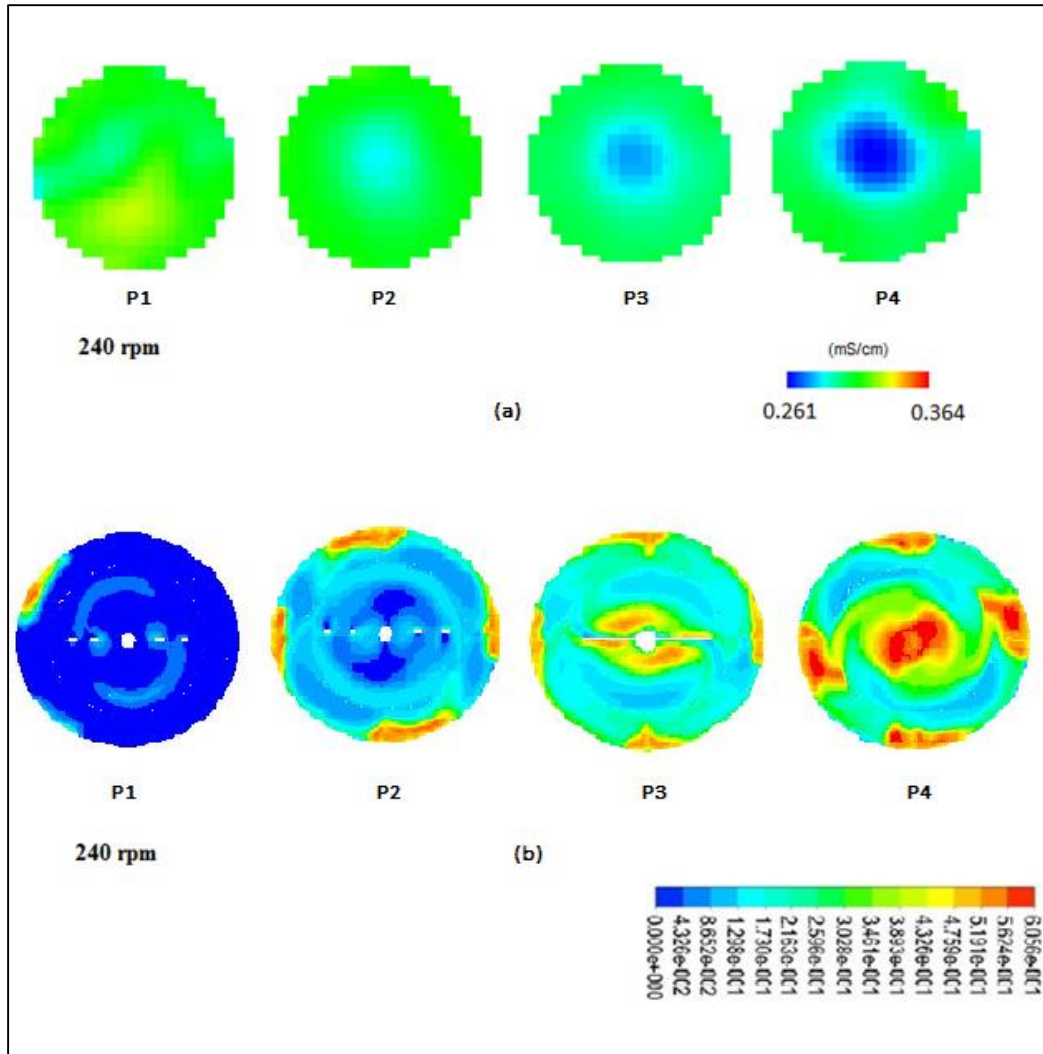 P1 P2 P3 P4
240 rpm
(mS/cm)
0.261 0.364
(a)
P1 P2 P3 P4
240 rpm
(b)
0.000e+000
4.326e-002
8.652e-002
1.298e-001
1.730e-001
2.163e-001
2.596e-001
3.028e-001
3.461e-001
3.893e-001
4.326e-001
4.759e-001
5.191e-001
5.624e-001
6.056e-001